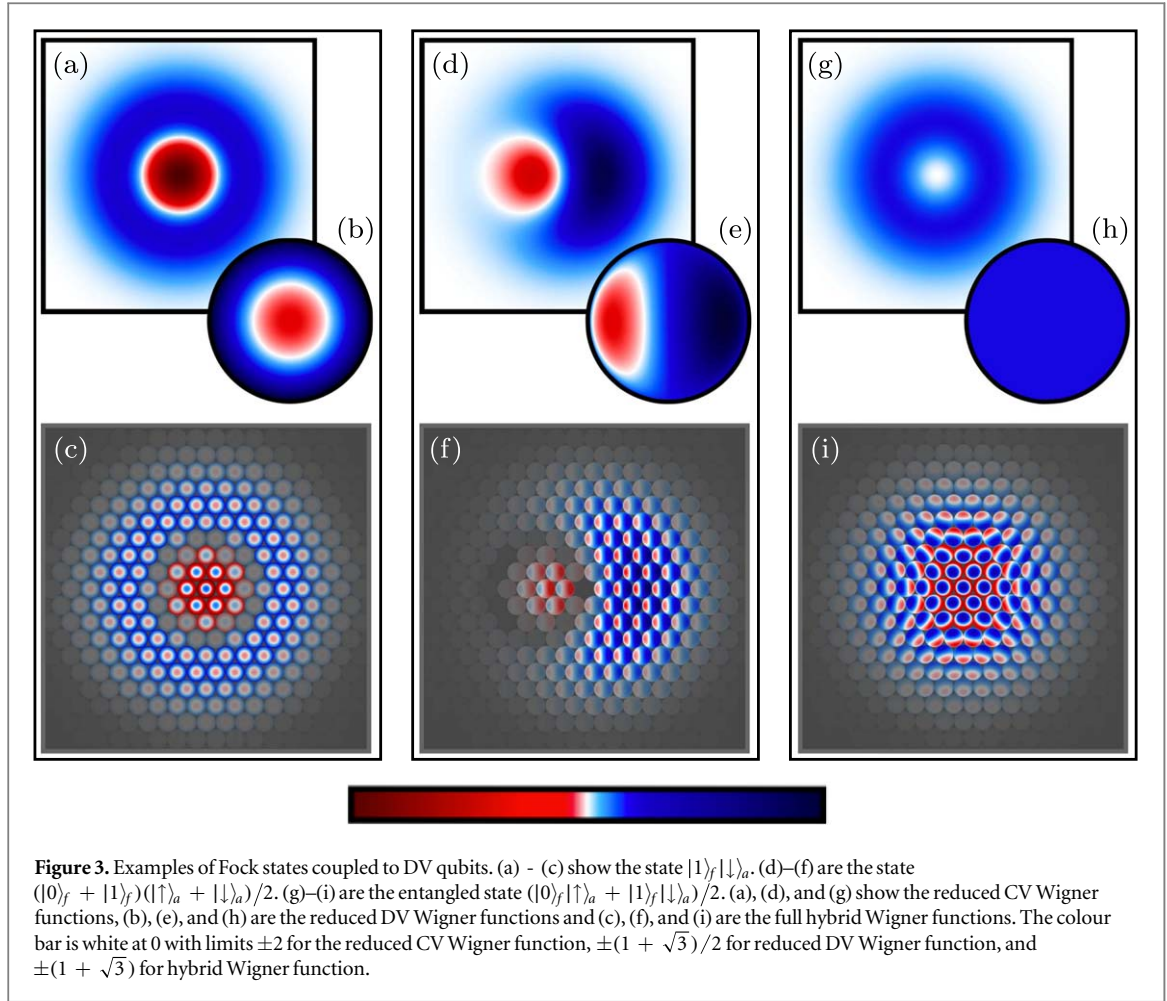 (a)
(d)
(g)
(b)
(e)
(h)
(c)
(f)
(i)
Figure 3. Examples of Fock states coupled to DV qubits. (a) - (c) show the state |1⟩f|↓⟩a. (d)–(f) are the state
(|0⟩f + |1⟩f)(|↑⟩a + |↓⟩a)/2. (g)–(i) are the entangled state (|0⟩f|↑⟩a + |1⟩f|↓⟩a)/2. (a), (d), and (g) show the reduced CV Wigner
functions, (b), (e), and (h) are the reduced DV Wigner functions and (c), (f), and (i) are the full hybrid Wigner functions. The colour
bar is white at 0 with limits ±2 for the reduced CV Wigner function, ±(1 + √3)/2 for reduced DV Wigner function, and
±(1 + √3) for hybrid Wigner function.